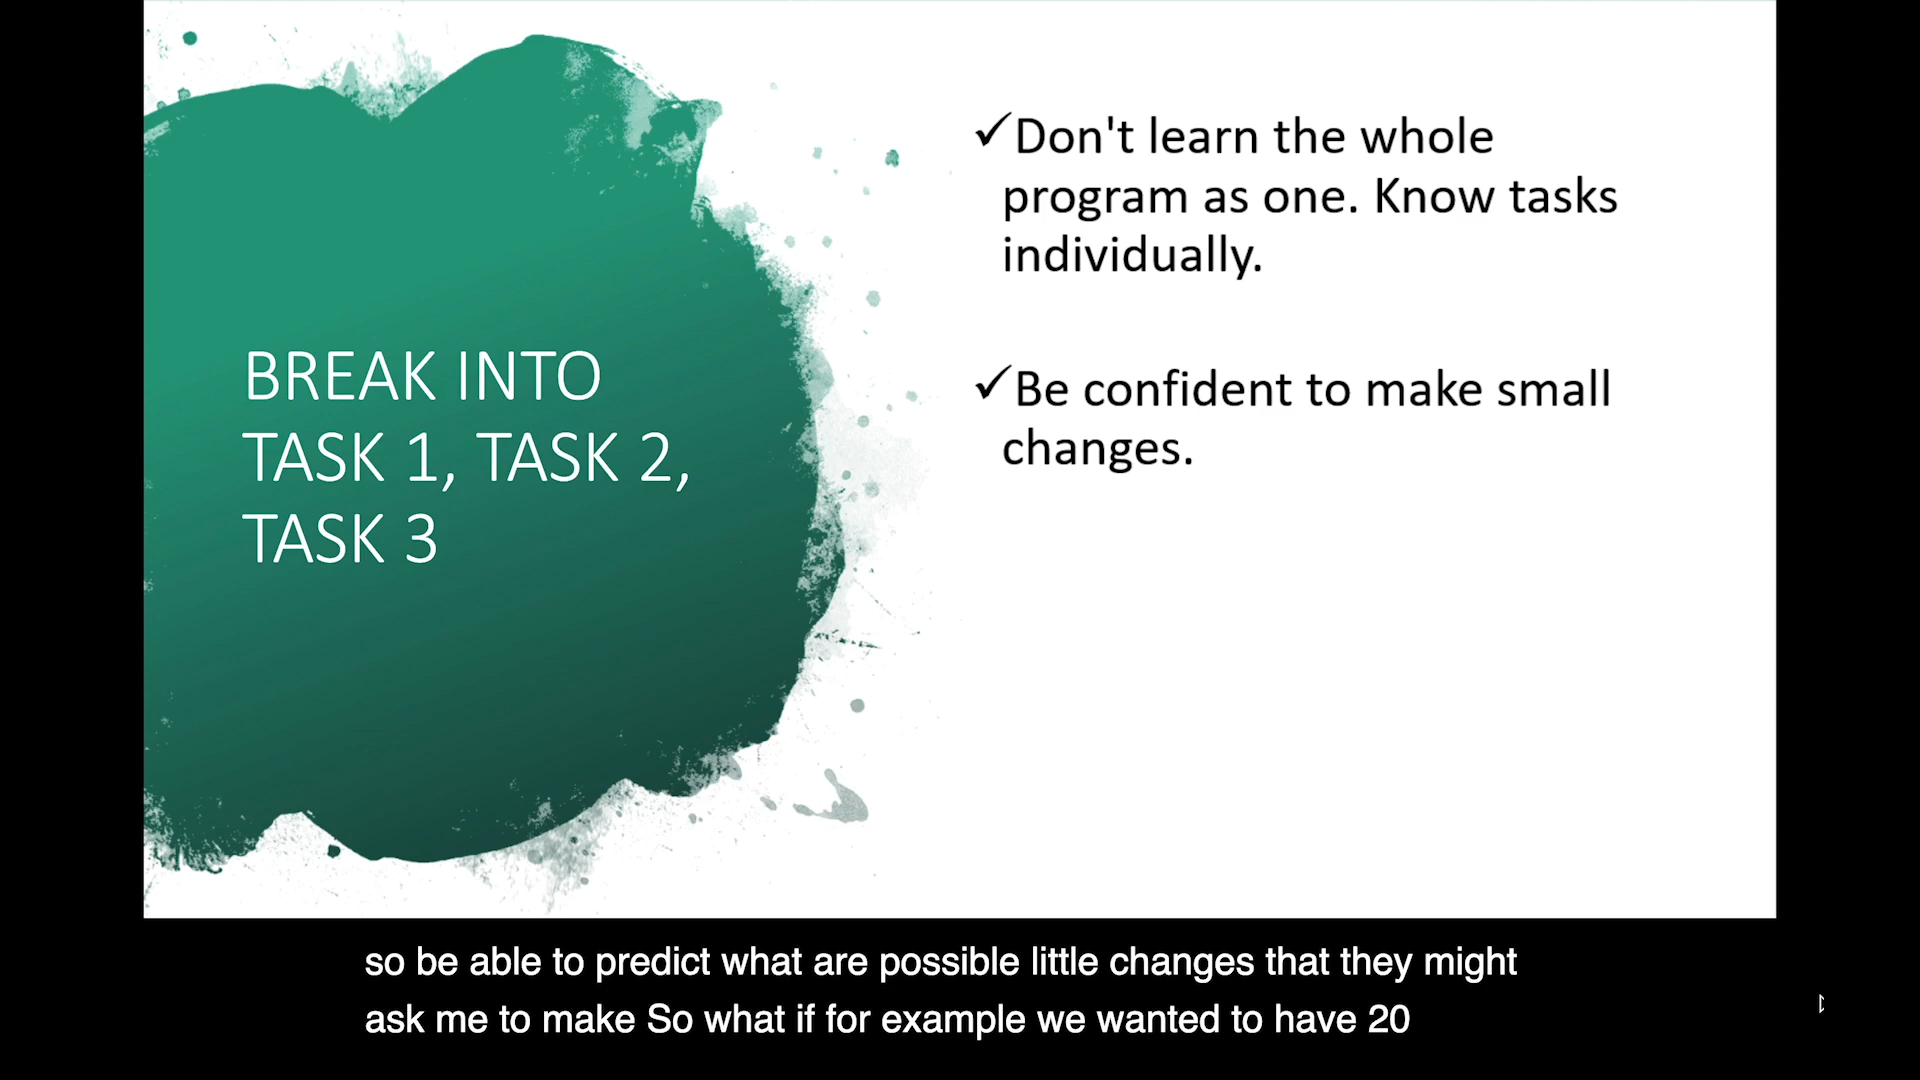 BREAK INTO
TASK 1, TASK 2,
TASK 3
✓Don't learn the whole
program as one. Know tasks
individually.
✓Be confident to make small
changes.
so be able to predict what are possible little changes that they might
ask me to make So what if for example we wanted to have 20